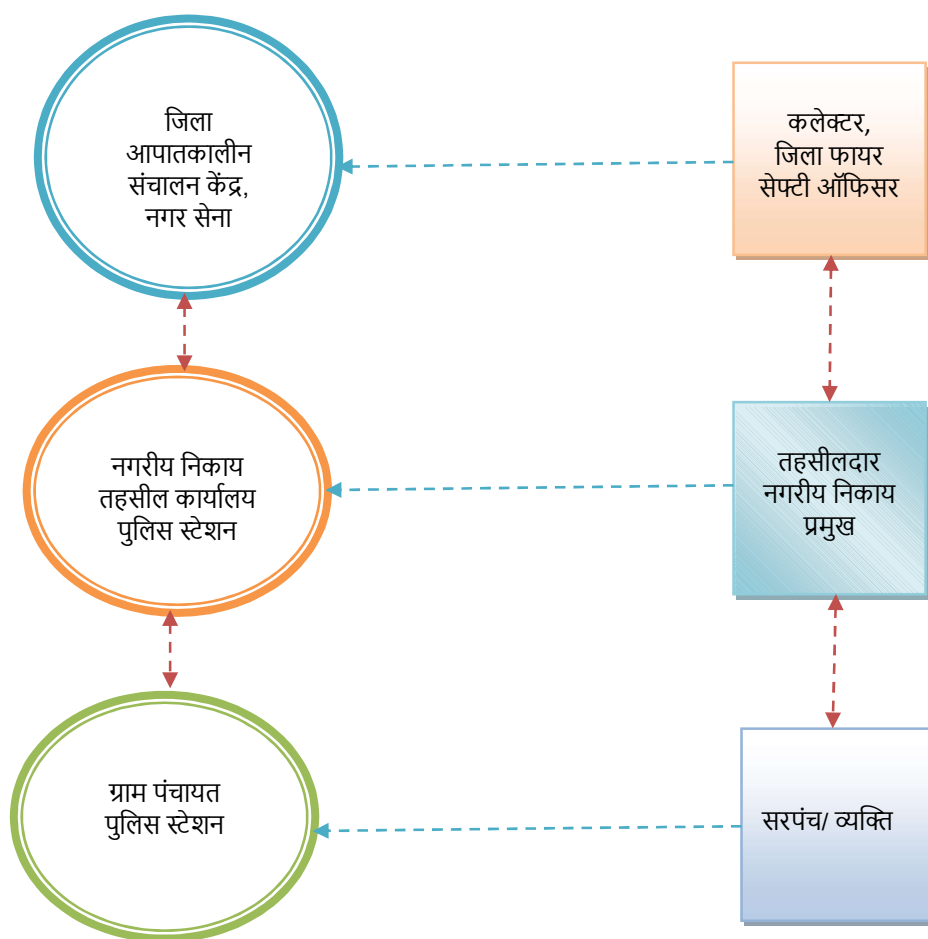 जिला
आपातकालीन
संचालन केंद्र,
नगर सेना
कलेक्टर,
जिला फायर
सेफ्टी ऑफिसर
नगरीय निकाय
तहसील कार्यालय
पुलिस स्टेशन
तहसीलदार
नगरीय निकाय
प्रमुख
ग्राम पंचायत
पुलिस स्टेशन
सरपंच/ व्यक्ति